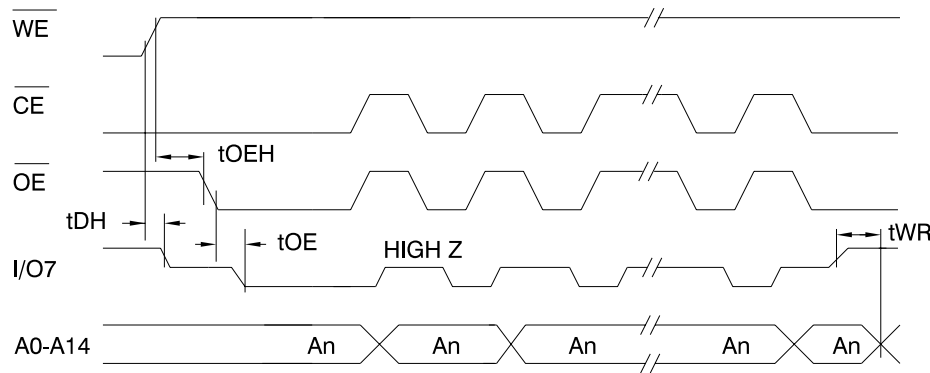 WE
CE
tOEH
OE
tDH
tOE
tWR
HIGH Z
I/O7
A0-A14 An An An An An